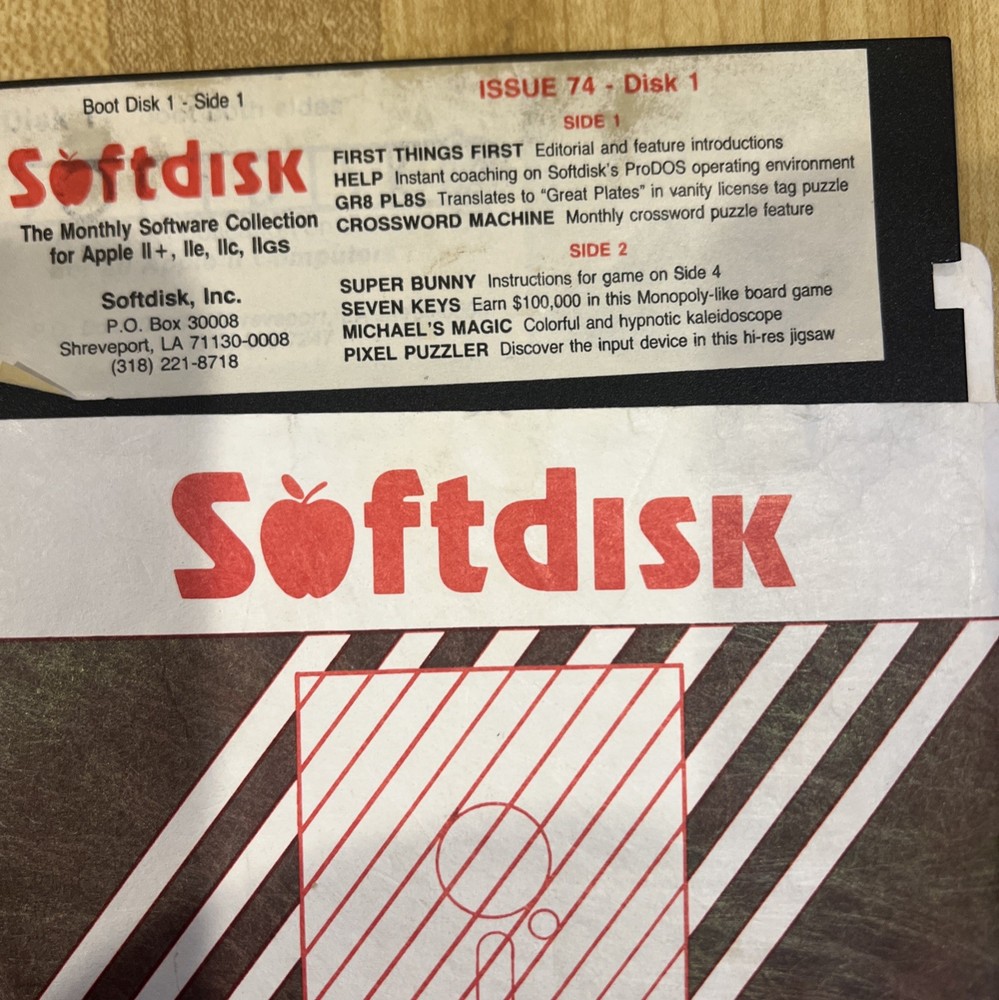 Boot Disk 1 - Side 1
Softdisk
The Monthly Software Collection
for Apple II+, IIe, IIc, IIGS
Softdisk, Inc.
P.O. Box 30008
Shreveport, LA 71130-0008
(318) 221-8718
ISSUE 74 - Disk 1
SIDE 1
FIRST THINGS FIRST Editorial and feature introductions
HELP Instant coaching on Softdisk's ProDOS operating environment
GR8 PL8S Translates to "Great Plates" in vanity license tag puzzle
CROSSWORD MACHINE Monthly crossword puzzle feature
SIDE 2
SUPER BUNNY Instructions for game on Side 4
SEVEN KEYS Earn $100,000 in this Monopoly-like board game
MICHAEL'S MAGIC Colorful and hypnotic kaleidoscope
PIXEL PUZZLER Discover the input device in this hi-res jigsaw
Softdisk